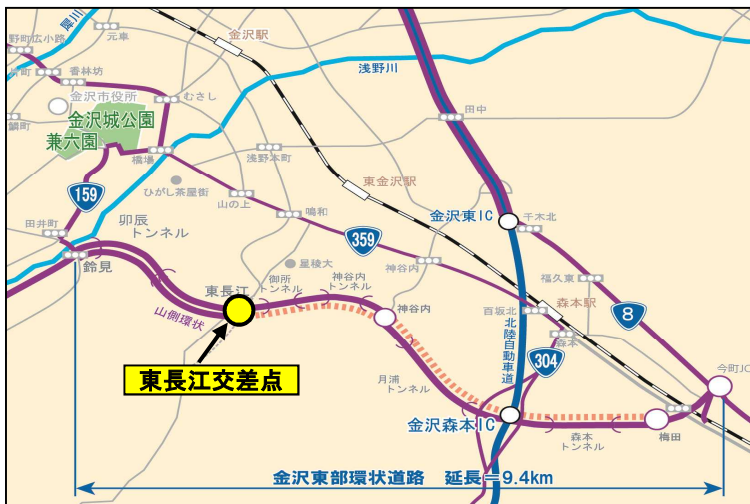 犀川
野町広小路
元車
金沢駅
片町
香林坊
浅野川
金沢市役所
むさし
田中
金沢城公園
兼六園
鱗町
橋場
浅野本町
東金沢駅
159
ひがし茶屋街
山の上
鳴和
金沢東IC
千木北
田井町
卯辰
トンネル
359
鈴見
星稜大
神谷内
福久東
東長江
御所
トンネル
神谷内
トンネル
森本駅
山側環状
神谷内
百坂北
8
北陸自動車道
森本
304
今町JCT
東長江交差点
月浦
トンネル
金沢森本IC
森本
トンネル
梅田
金沢東部環状道路 延長=9.4km